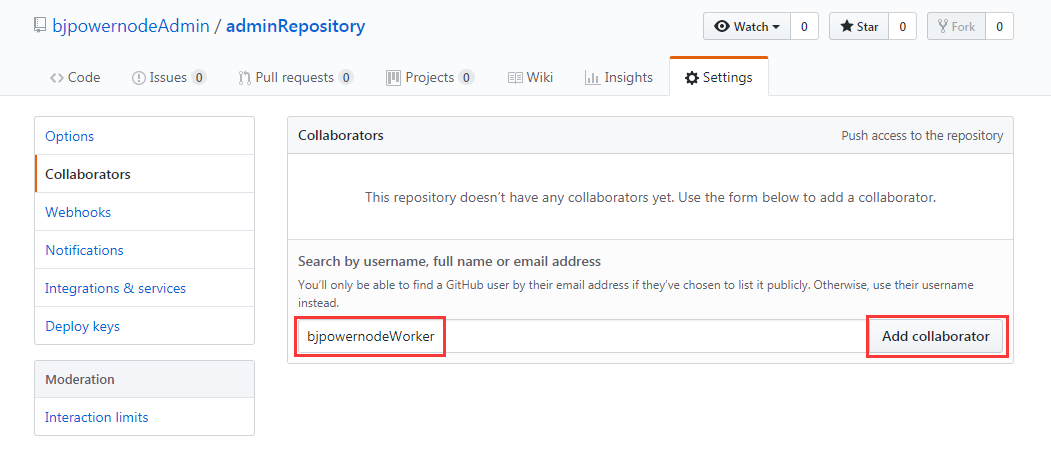 bjpowernodeAdmin / adminRepository
Watch 0 Star 0 Fork 0
Code Issues 0 Pull requests 0 Projects 0 Wiki Insights Settings
Options
Collaborators
Webhooks
Notifications
Integrations & services
Deploy keys
Moderation
Interaction limits
Collaborators Push access to the repository
This repository doesn't have any collaborators yet. Use the form below to add a collaborator.
Search by username, full name or email address
You'll only be able to find a GitHub user by their email address if they've chosen to list it publicly. Otherwise, use their username
instead.
bjpowernodeWorker Add collaborator